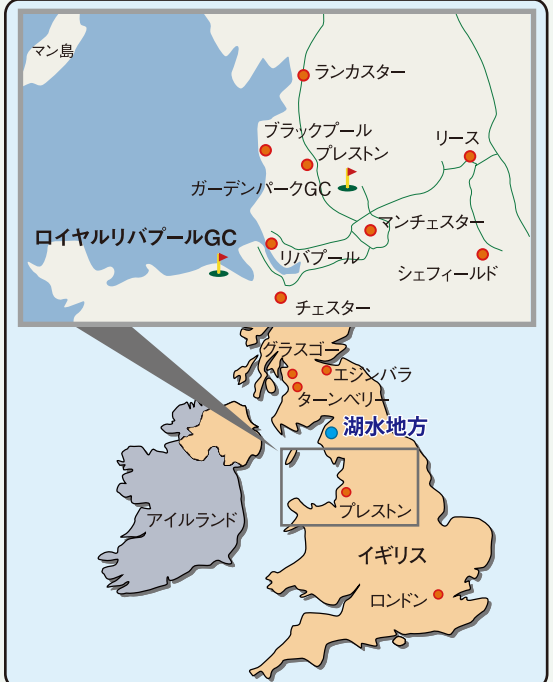 マン島
ランカスター
ブラックプール
リース
プレストン
ガーデンパークGC
マンチェスター
ロイヤルリバプールGC
リバプール
シェフィールド
チェスター
グラスゴー
エジンバラ
ターンベリー
湖水地方
プレストン
アイルランド
イギリス
ロンドン